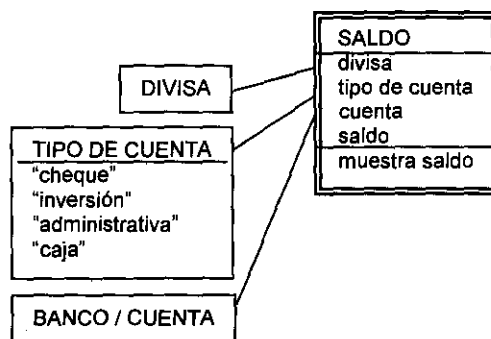 SALDO
divisa
tipo de cuenta
cuenta
saldo
muestra saldo
DIVISA
TIPO DE CUENTA
"cheque"
"inversión"
"administrativa"
"caja"
BANCO / CUENTA